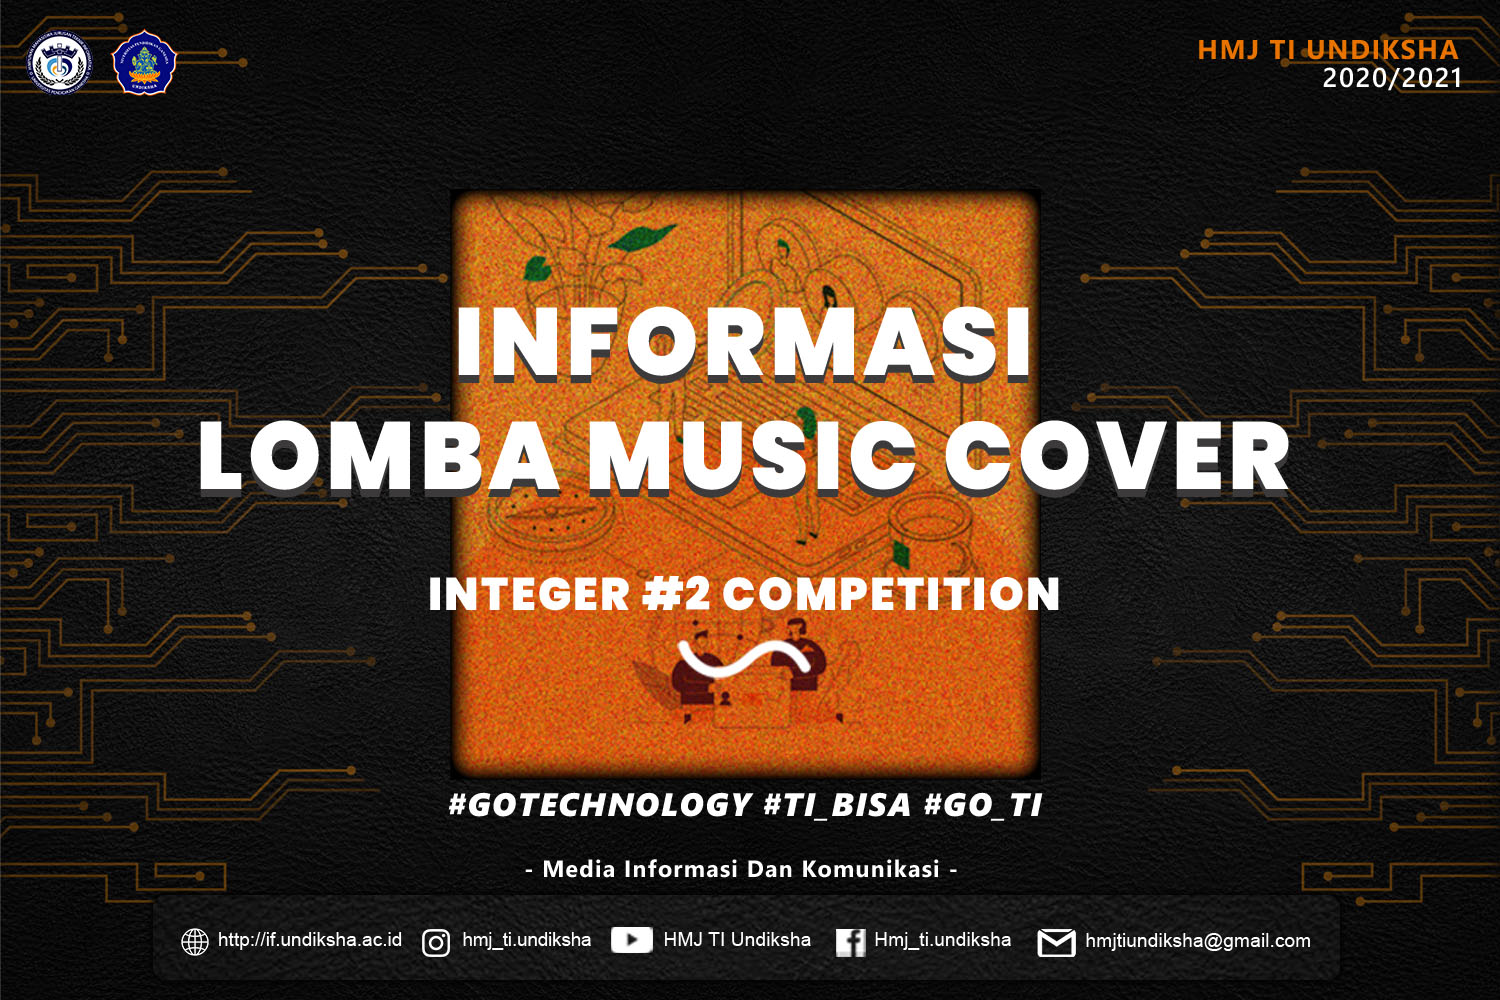 HMJ TI UNDIKSHA
2020/2021
INFORMASI
LOMBA MUSIC COVER
INTEGER #2 COMPETITION
#GOTECHNOLOGY #TI_BISA #GO_TI
- Media Informasi Dan Komunikasi -
http://if.undiksha.ac.id hmj_ti.undiksha HMJ TI Undiksha Hmj_ti.undiksha hmjtiundiksha@gmail.com